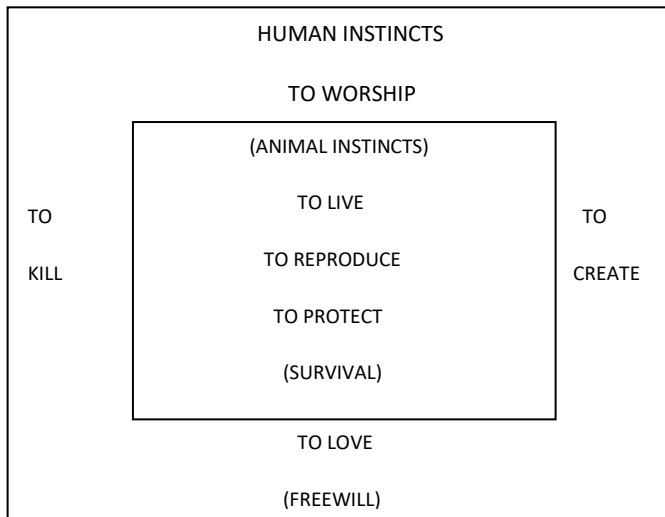 HUMAN INSTINCTS
TO WORSHIP
(ANIMAL INSTINCTS)
TO LIVE
TO REPRODUCE
TO PROTECT
(SURVIVAL)
TO
KILL
TO
CREATE
TO LOVE
(FREEWILL)